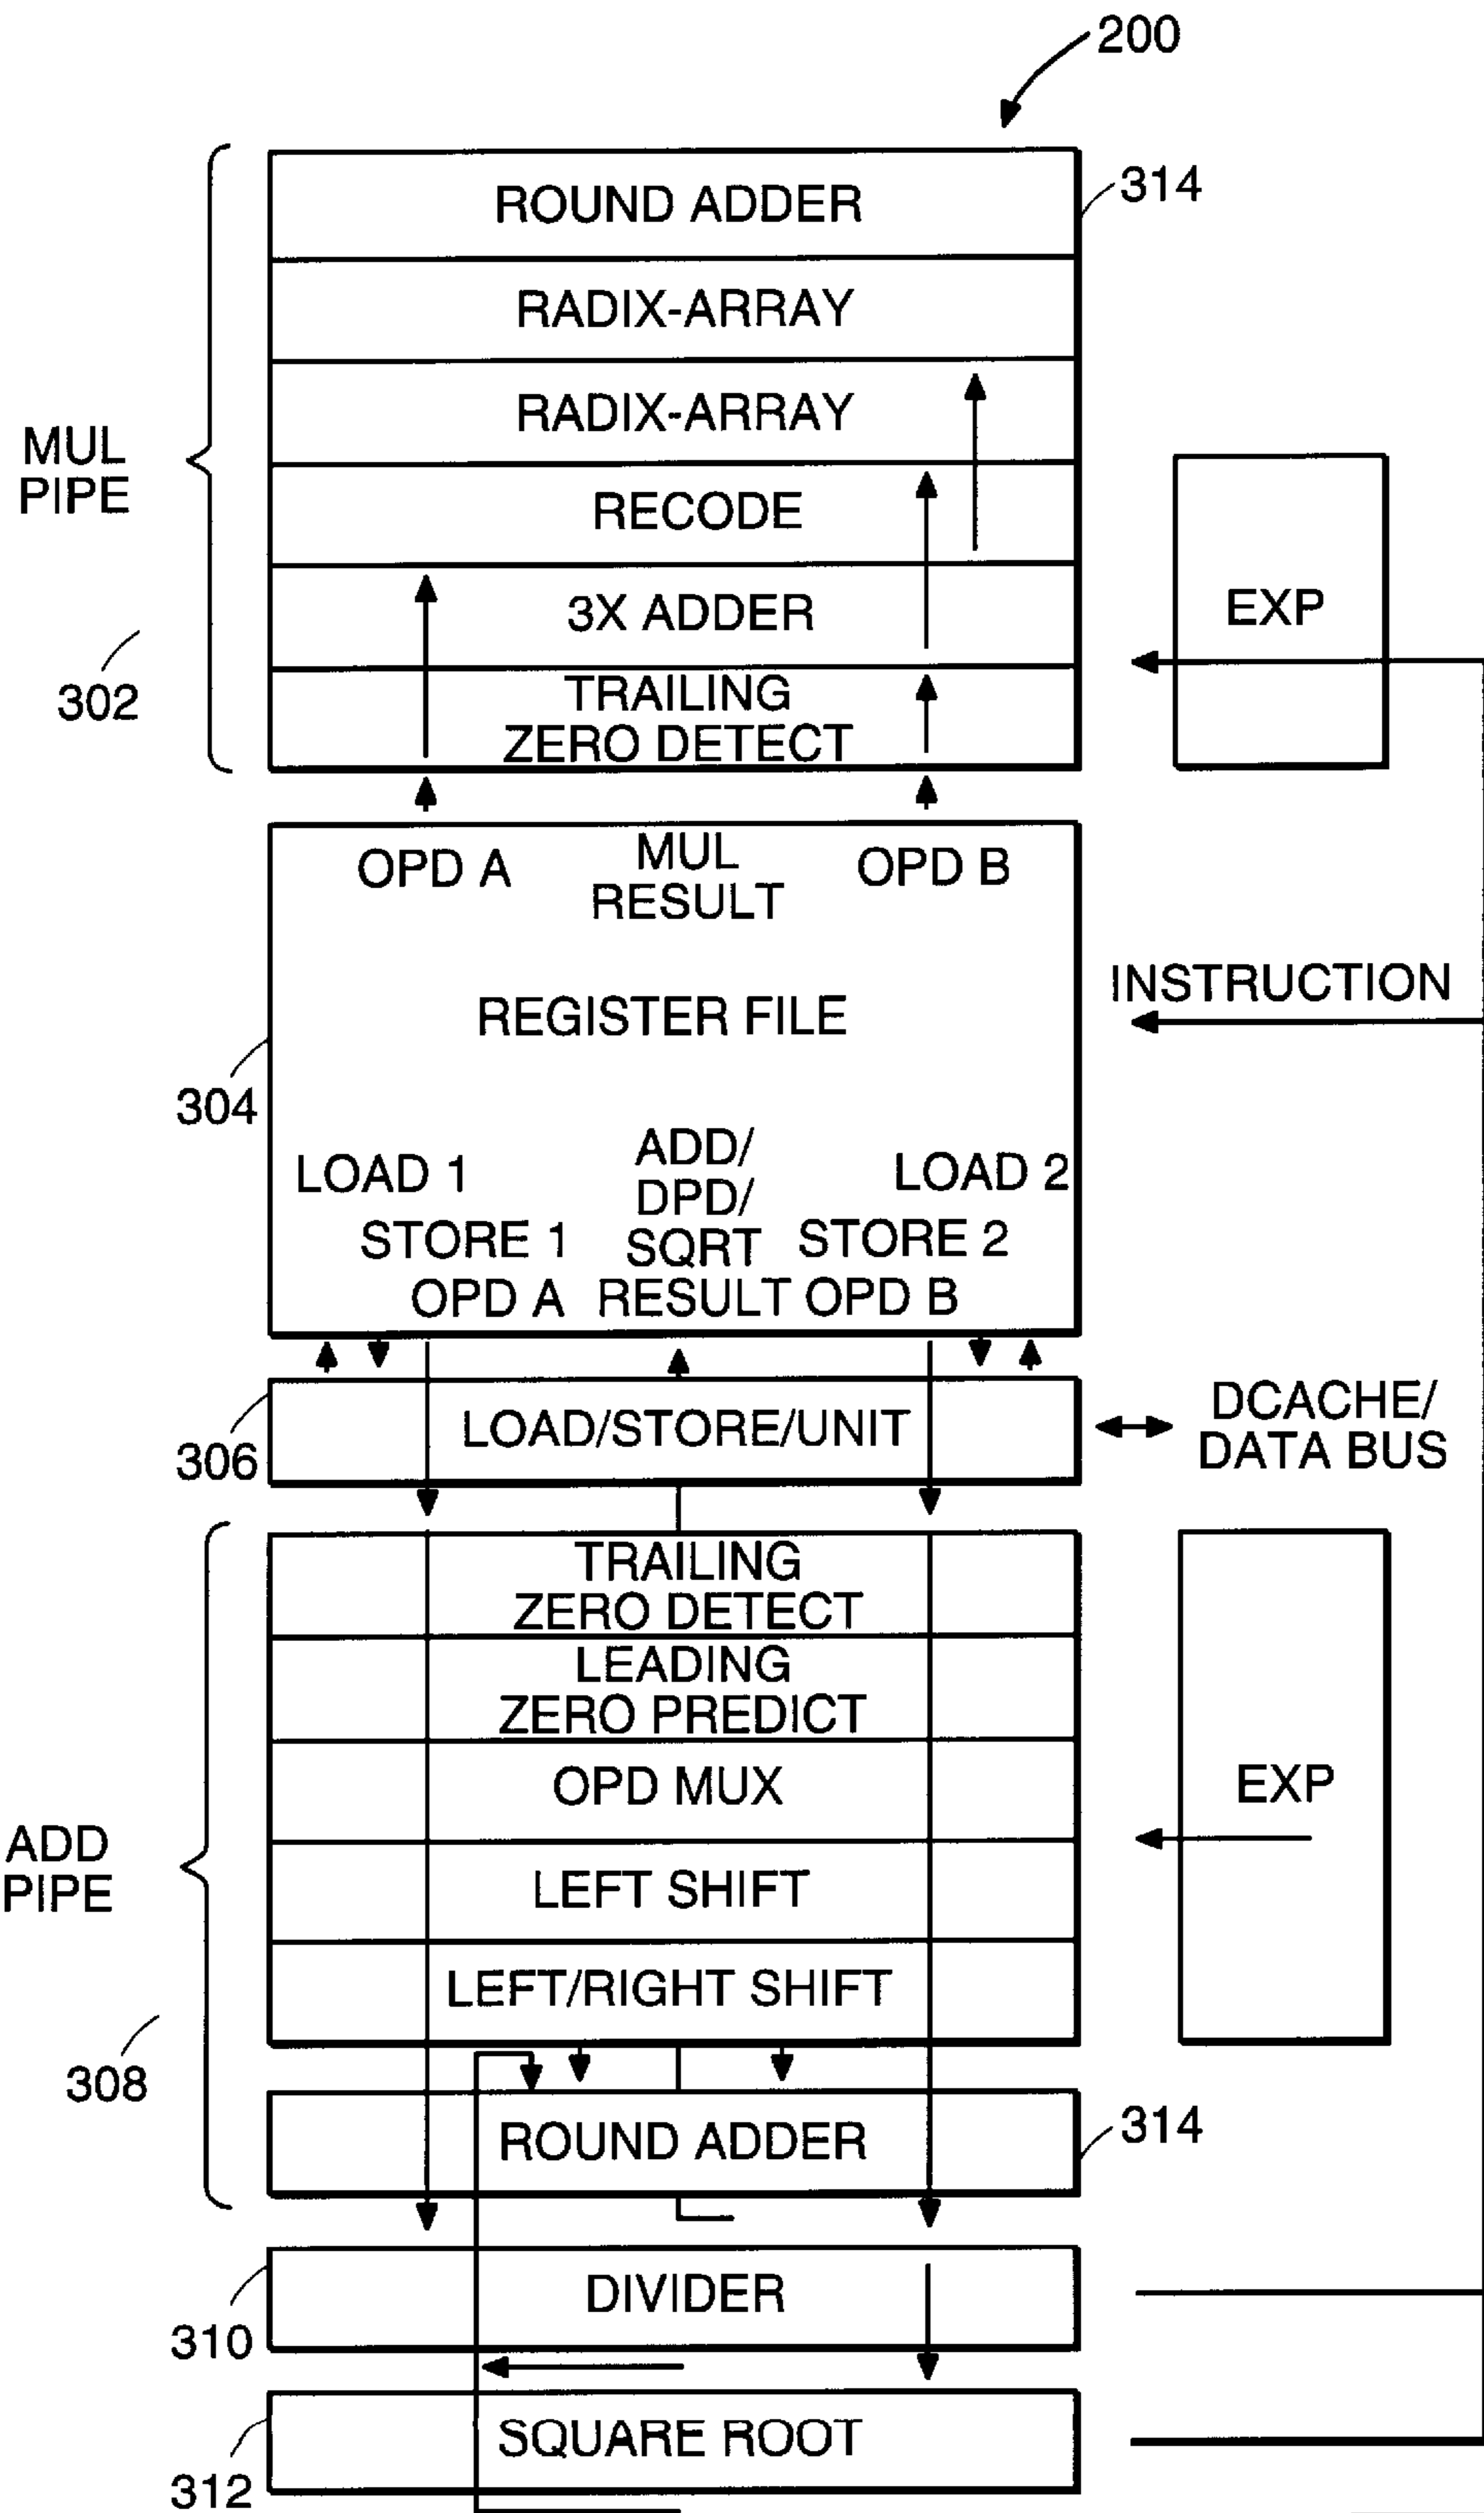 200
ROUND ADDER
314
RADIX-ARRAY
RADIX-ARRAY
MUL
PIPE
RECODE
3X ADDER
EXP
302
TRAILING
ZERO DETECT
OPD A
MUL
RESULT
OPD B
INSTRUCTION
REGISTER FILE
304
LOAD 1
ADD/
DPD/
SQRT
RESULT
LOAD 2
STORE 1
STORE 2
OPD A
OPD B
306
LOAD/STORE/UNIT
DCACHE/
DATA BUS
TRAILING
ZERO DETECT
LEADING
ZERO PREDICT
OPD MUX
EXP
ADD
PIPE
LEFT SHIFT
LEFT/RIGHT SHIFT
308
ROUND ADDER
314
DIVIDER
310
SQUARE ROOT
312